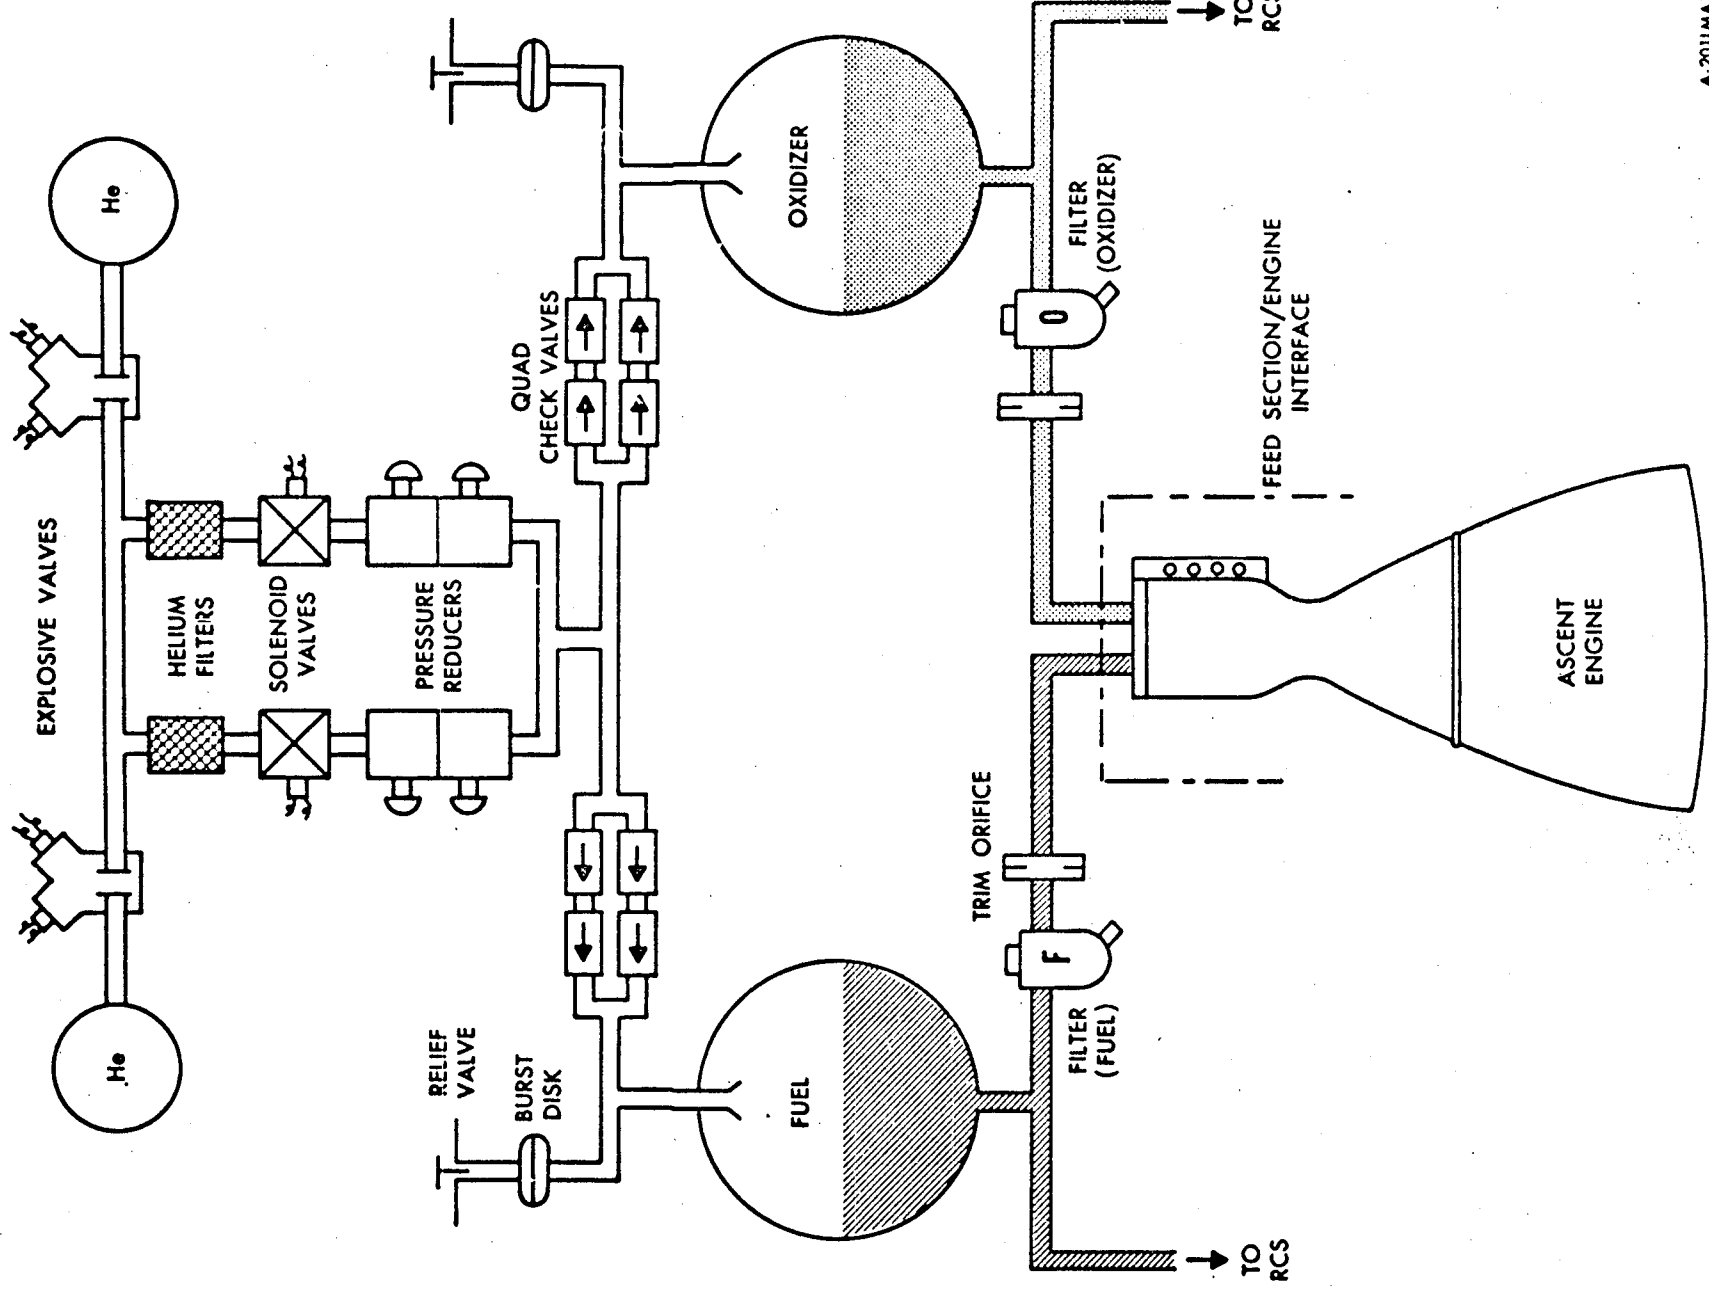 He
He
EXPLOSIVE VALVES
HELIUM
FILTERS
SOLENOID
VALVES
PRESSURE
REDUCERS
QUAD
CHECK VALVES
RELIEF
VALVE
BURST
DISK
FUEL
OXIDIZER
FILTER
(FUEL)
F
TRIM ORIFICE
O
FILTER
(OXIDIZER)
FEED SECTION/ENGINE
INTERFACE
ASCENT
ENGINE
TO
RCS
TO
RCS